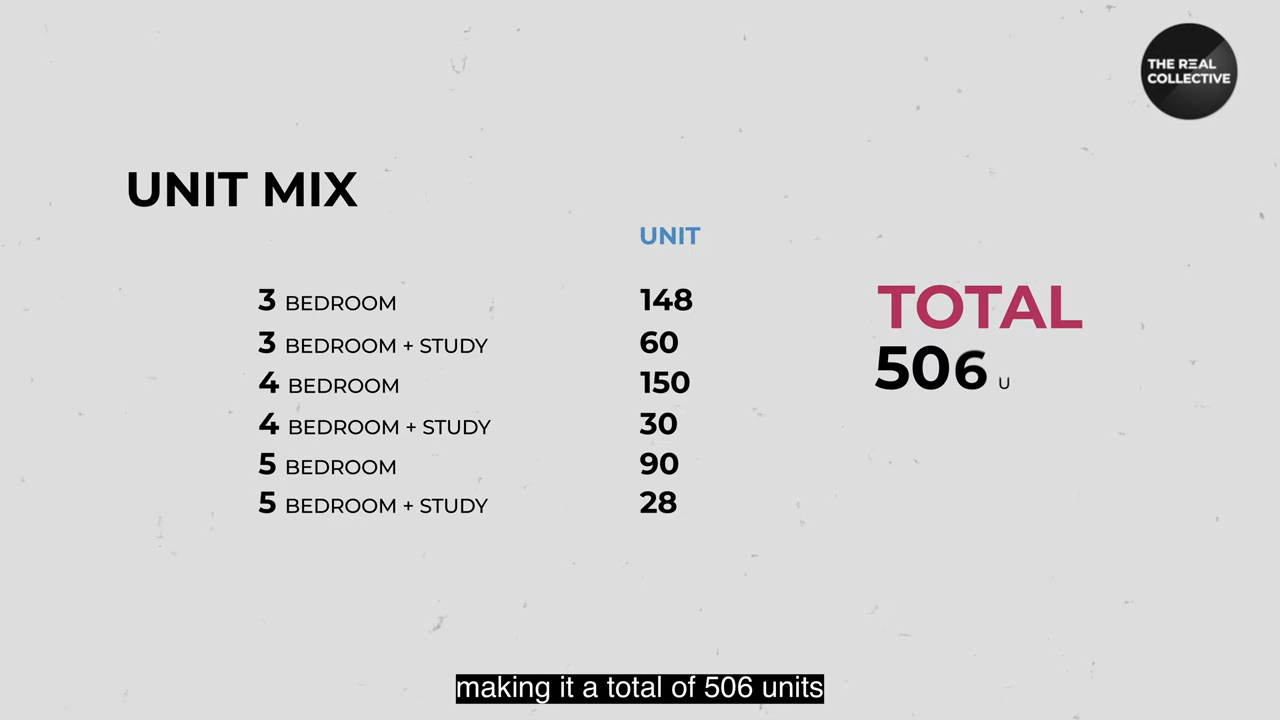 THE REAL
COLLECTIVE
UNIT MIX
UNIT
3 BEDROOM 148
3 BEDROOM + STUDY 60
4 BEDROOM 150
4 BEDROOM + STUDY 30
5 BEDROOM 90
5 BEDROOM + STUDY 28
TOTAL
506 U
making it a total of 506 units